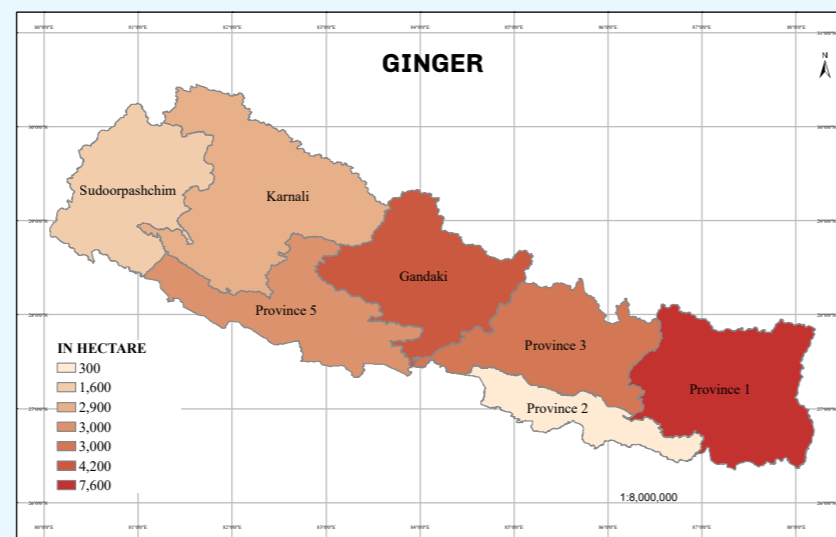 GINGER
N
Sudoorpashchim
Karnali
Gandaki
Province 5
Province 3
Province 1
Province 2
IN HECTARE
300
1,600
2,900
3,000
3,000
4,200
7,600
1:8,000,000